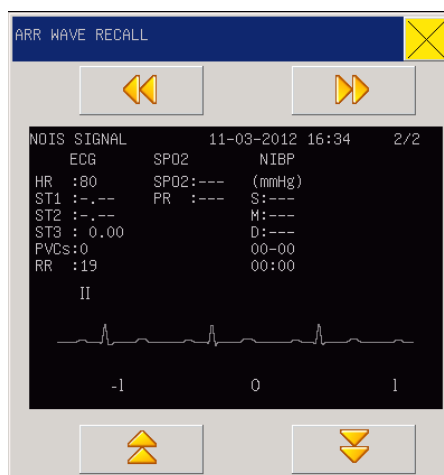 ARR WAVE RECALL
NOIS SIGNAL 11-03-2012 16:34 2/2
ECG SPO2 NIBP
HR :80 SPO2:--- (mmHg)
ST1 :-.-- PR :--- S:---
ST2 :-.-- M:---
ST3 : 0.00 D:---
PVCs:0 00-00
RR :19 00:00
II
-1 0 1